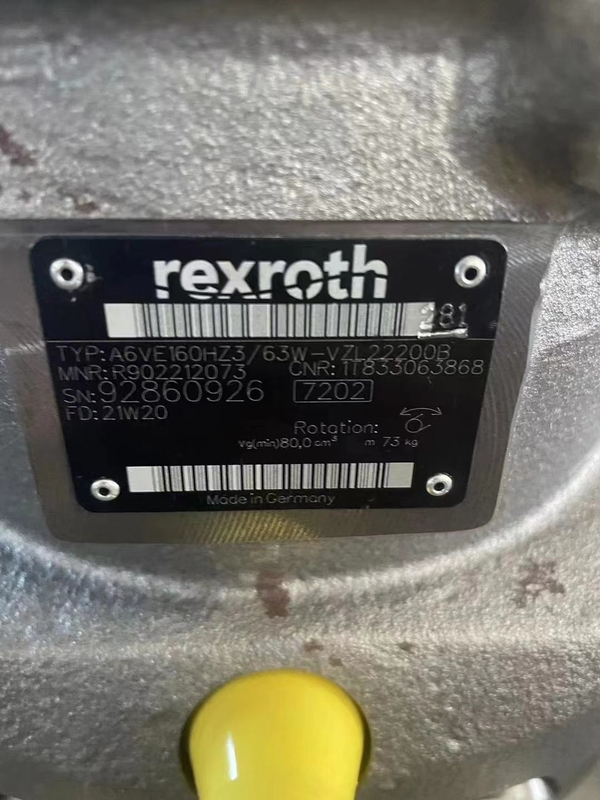 rexroth
281
TYP: A6VE160HZ3/63W-VZL22200B
MNR: R902212073 CNR: 1T833063868
SN: 92860926 7202
FD: 21W20
Rotation:
Vg(min)80,0 cm³ m 73 kg
Made in Germany